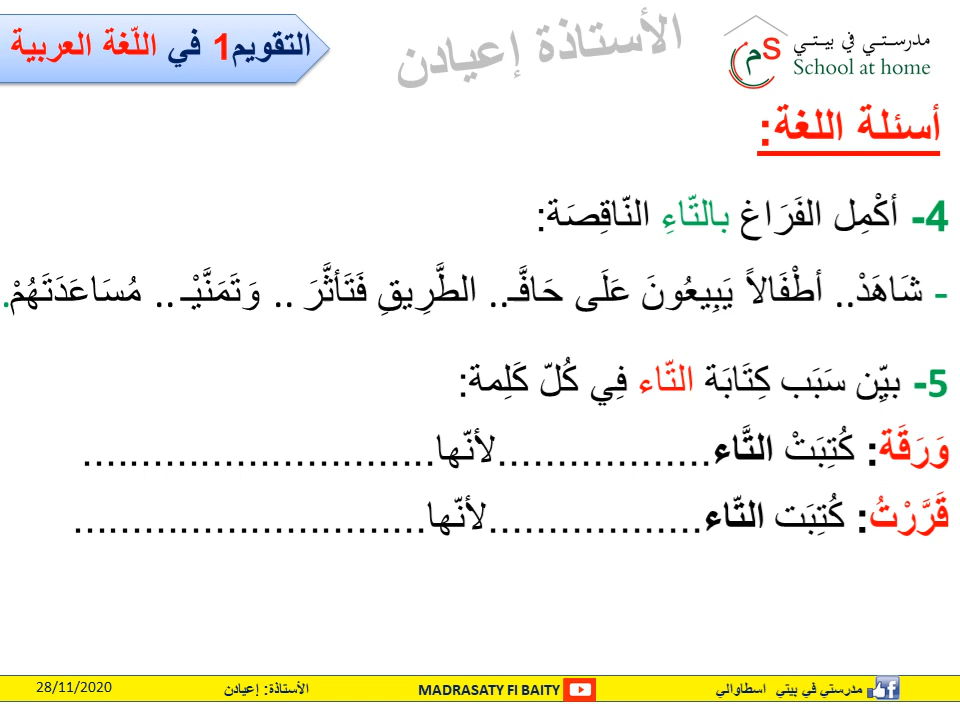 التقويم1 في اللّغة العربية
الأستاذة إعيادن
مدرستي في بيتي
School at home
أسئلة اللغة:
4- أكْمِل الفَرَاغ بالتّاءِ النّاقِصَة:
- شَاهَدْ.. أطْفَالاً يَبِيعُونَ عَلَى حَافَّـ.. الطَّرِيقِ فَتَأثَّرَ .. وَتَمَنَّيْـ .. مُسَاعَدَتَهُمْ.
5- بيِّن سَبَب كِتَابَة التّاء فِي كُلّ كَلِمة:
وَرَقَة: كُتِبَتْ التَّاء..................لأنّها..............................
قَرَّرْتُ: كُتِبَت التّاء..................لأنّها..............................
مدرستي في بيتي اسطاوالي
MADRASATY FI BAITY
الأستاذة: إعيادن
28/11/2020